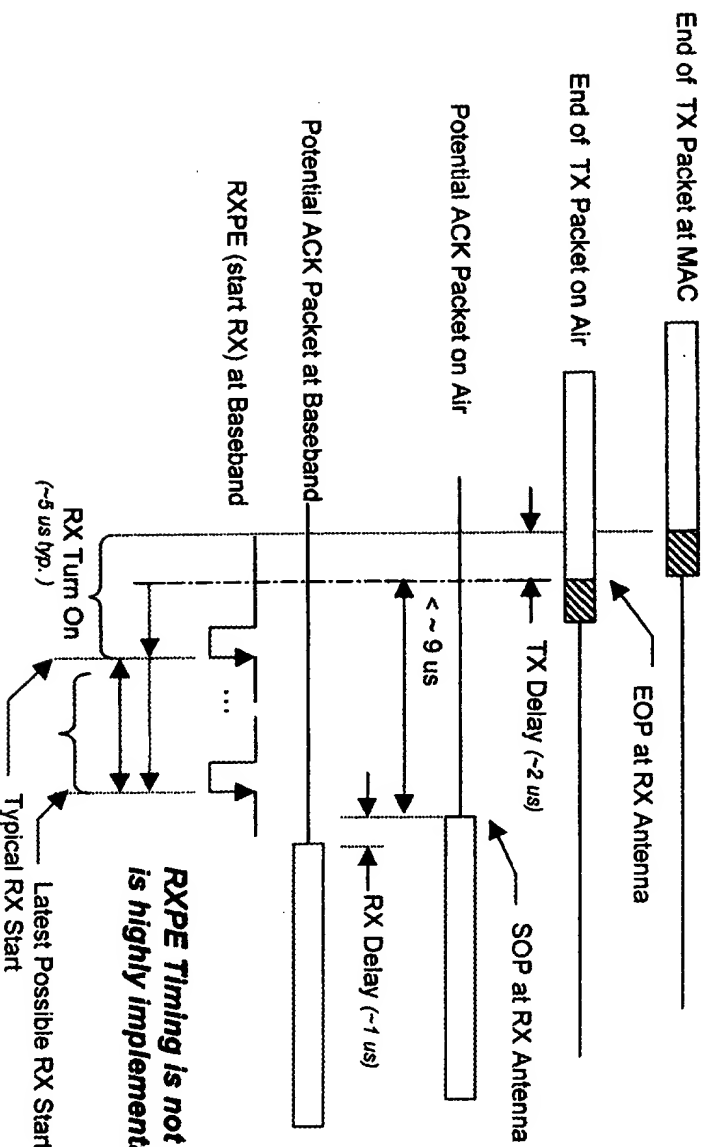 End of TX Packet at MAC
End of TX Packet on Air
EOP at RX Antenna
TX Delay (~2 us)
Potential ACK Packet on Air
SOP at RX Antenna
< ~ 9 us
RX Delay (~1 us)
Potential ACK Packet at Baseband
RXPE (start RX) at Baseband
...
RX Turn On
(~5 us typ.)
RXPE Timing is not
is highly implement
Latest Possible RX Start
Typical RX Start